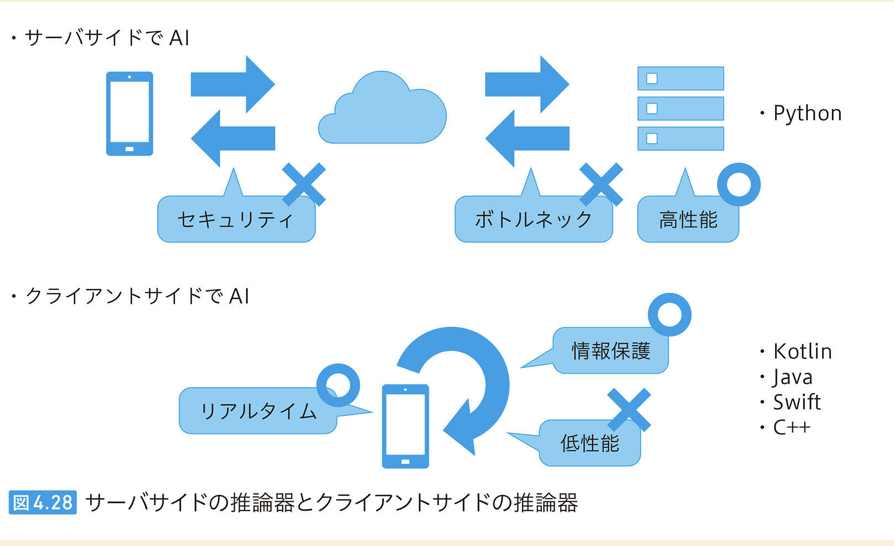 ・サーバサイドで AI
・Python
セキュリティ
ボトルネック
高性能
・クライアントサイドで AI
情報保護
リアルタイム
低性能
・Kotlin
・Java
・Swift
・C++
図 4.28 サーバサイドの推論器とクライアントサイドの推論器